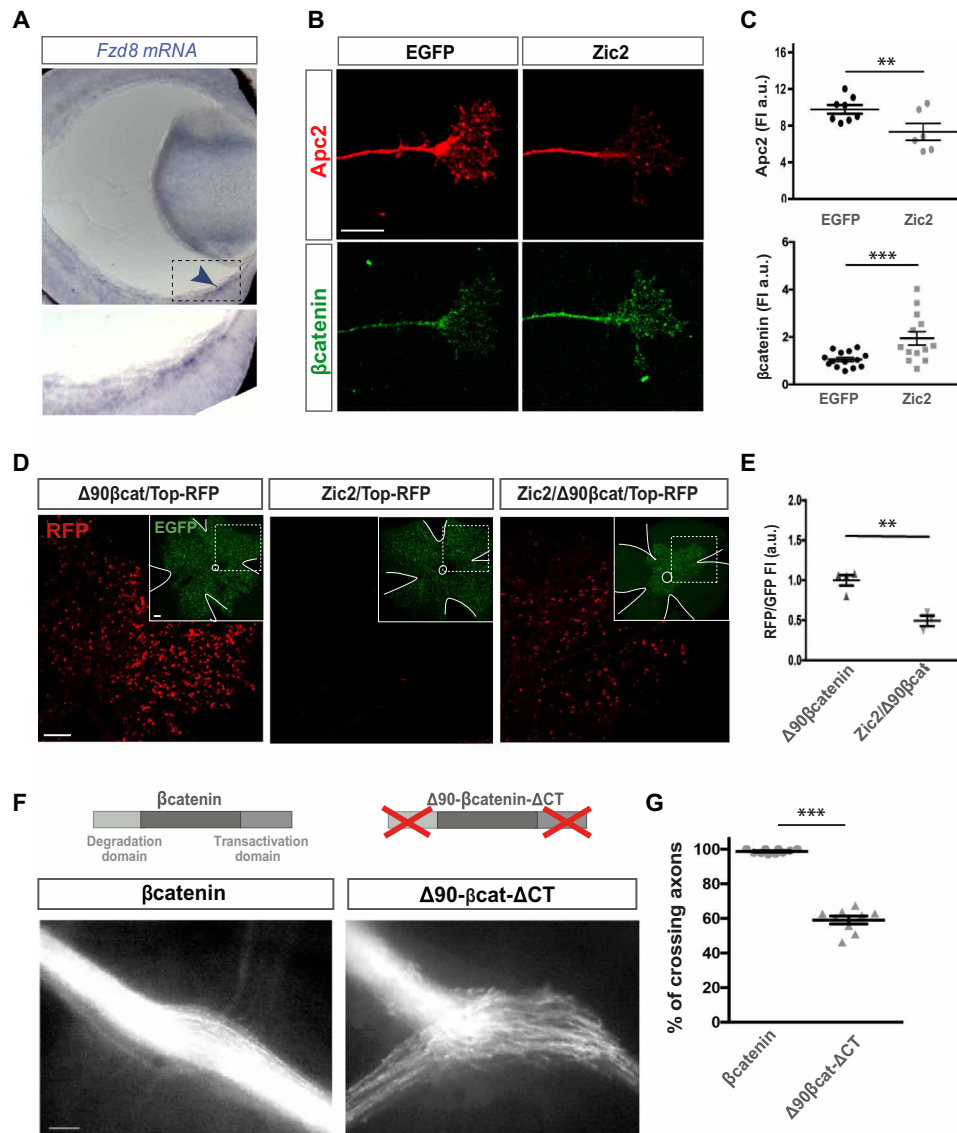 A
Fzd8 mRNA
B
EGFP
Zic2
Apc2
βcatenin
C
**
Apc2 (FI a.u.)
16
12
8
4
0
EGFP
Zic2
***
βcatenin (FI a.u.)
6
4
2
0
EGFP
Zic2
D
Δ90βcat/Top-RFP
Zic2/Top-RFP
Zic2/Δ90βcat/Top-RFP
RFP
EGFP
E
**
RFP/GFP FI (a.u.)
2.0
1.5
1.0
0.5
0.0
Δ90βcatenin
Zic2/Δ90βcat
F
βcatenin
Degradation
domain
Transactivation
domain
Δ90-βcatenin-ΔCT
βcatenin
Δ90-βcat-ΔCT
G
***
% of crossing axons
100
80
60
40
20
0
βcatenin
Δ90βcat-ΔCT